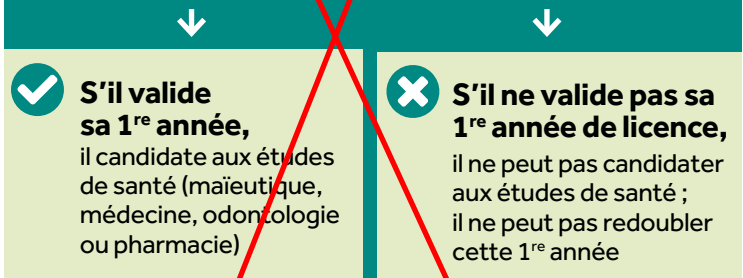 S'il valide
sa 1re année,
il candidate aux études
de santé (maïeutique,
médecine, odontologie
ou pharmacie)
S'il ne valide pas sa
1re année de licence,
il ne peut pas candidater
aux études de santé ;
il ne peut pas redoubler
cette 1re année